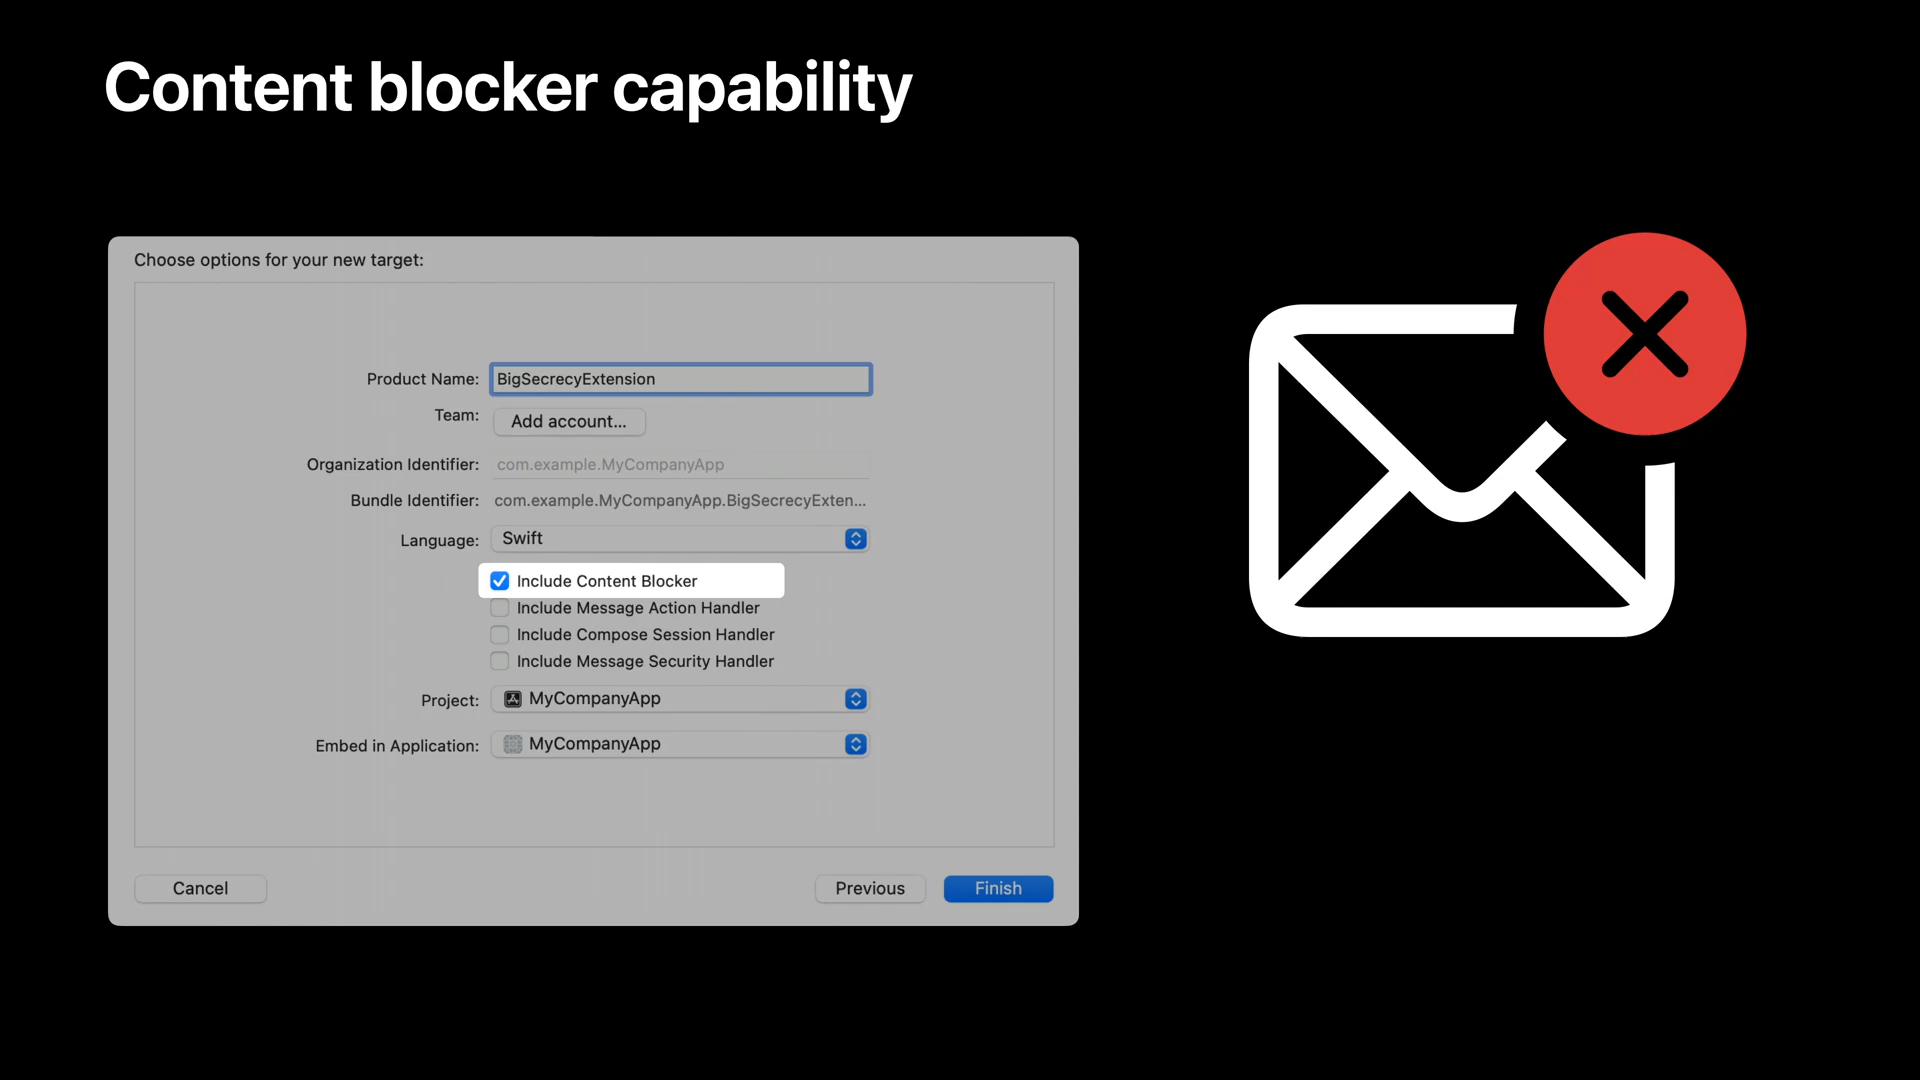 Content blocker capability
Choose options for your new target:
Product Name: BigSecrecyExtension
Team: Add account...
Organization Identifier: com.example.MyCompanyApp
Bundle Identifier: com.example.MyCompanyApp.BigSecrecyExten...
Language: Swift
Include Content Blocker
Include Message Action Handler
Include Compose Session Handler
Include Message Security Handler
Project: MyCompanyApp
Embed in Application: MyCompanyApp
Cancel Previous Finish